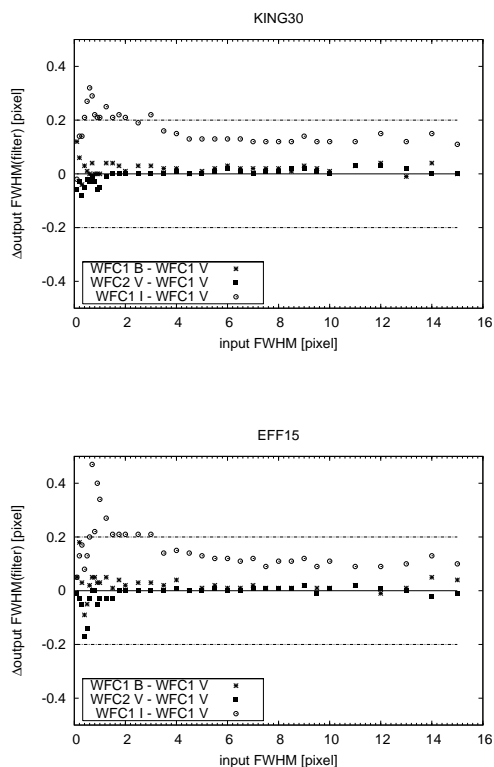 KING30
0.4
0.2
0
-0.2
-0.4
Δoutput FWHM(filter) [pixel]
WFC1 B - WFC1 V
WFC2 V - WFC1 V
WFC1 I - WFC1 V
0 2 4 6 8 10 12 14 16
input FWHM [pixel]
EFF15
0.4
0.2
0
-0.2
-0.4
Δoutput FWHM(filter) [pixel]
WFC1 B - WFC1 V
WFC2 V - WFC1 V
WFC1 I - WFC1 V
0 2 4 6 8 10 12 14 16
input FWHM [pixel]